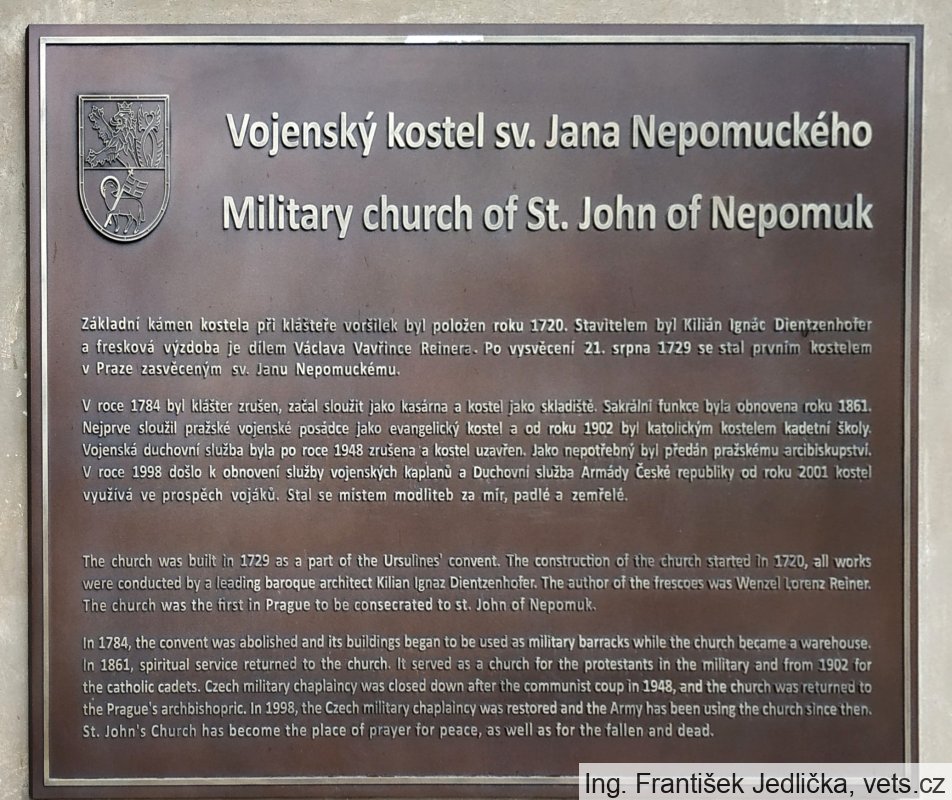 Vojenský kostel sv. Jana Nepomuckého
Military church of St. John of Nepomuk
Základní kámen kostela při klášteře voršilek byl položen roku 1720. Stavitelem byl Kilián Ignác Dientzenhofer
a fresková výzdoba je dílem Václava Vavřince Reinera. Po vysvěcení 21. srpna 1729 se stal prvním kostelem
v Praze zasvěceným sv. Janu Nepomuckému.
V roce 1784 byl klášter zrušen, začal sloužit jako kasárna a kostel jako skladiště. Sakrální funkce byla obnovena roku 1861.
Nejprve sloužil pražské vojenské posádce jako evangelický kostel a od roku 1902 byl katolickým kostelem kadetní školy.
Vojenská duchovní služba byla po roce 1948 zrušena a kostel uzavřen. Jako nepotřebný byl předán pražskému arcibiskupství.
V roce 1998 došlo k obnovení služby vojenských kaplanů a Duchovní služba Armády České republiky od roku 2001 kostel
využívá ve prospěch vojáků. Stal se místem modliteb za mír, padlé a zemřelé.
The church was built in 1729 as a part of the Ursulines' convent. The construction of the church started in 1720, all works
were conducted by a leading baroque architect Kilian Ignaz Dientzenhofer. The author of the frescoes was Wenzel Lorenz Reiner.
The church was the first in Prague to be consecrated to st. John of Nepomuk.
In 1784, the convent was abolished and its buildings began to be used as military barracks while the church became a warehouse.
In 1861, spiritual service returned to the church. It served as a church for the protestants in the military and from 1902 for
the catholic cadets. Czech military chaplaincy was closed down after the communist coup in 1948, and the church was returned to
the Prague's archbishopric. In 1998, the Czech military chaplaincy was restored and the Army has been using the church since then.
St. John's Church has become the place of prayer for peace, as well as for the fallen and dead.
Ing. František Jedlička, vets.cz